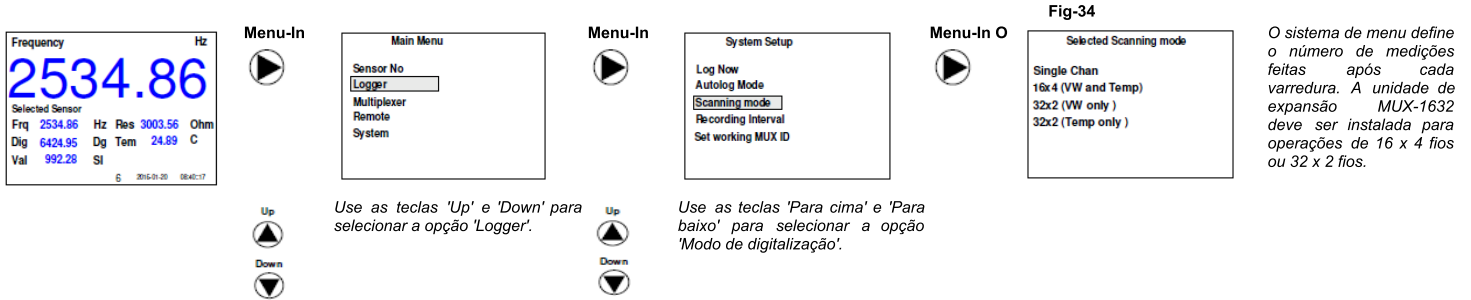 Fig-34
Frequency Hz
2534.86
Selected Sensor
Frq 2534.86 Hz Res 3003.56 Ohm
Dig 6424.95 Dg Tem 24.89 C
Val 992.28 SI
6 2016-01-20 08:40:17
Menu-In
Up
Down
Main Menu
Sensor No
Logger
Multiplexer
Remote
System
Use as teclas 'Up' e 'Down' para
selecionar a opção 'Logger'.
Menu-In
Up
Down
System Setup
Log Now
Autolog Mode
Scanning mode
Recording Interval
Set working MUX ID
Use as teclas 'Para cima' e 'Para
baixo' para selecionar a opção
'Modo de digitalização'.
Menu-In O
Selected Scanning mode
Single Chan
16x4 (VW and Temp)
32x2 (VW only )
32x2 (Temp only )
O sistema de menu define
o número de medições
feitas após cada
varredura. A unidade de
expansão MUX-1632
deve ser instalada para
operações de 16 x 4 fios
ou 32 x 2 fios.